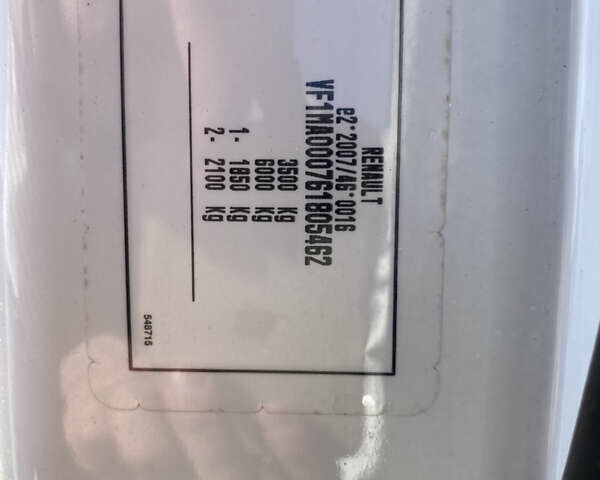 RENAULT
e2*2007/46*0016
VF1MA000761805462
3500 Kg
6000 Kg
1- 1850 Kg
2- 2100 Kg
548715